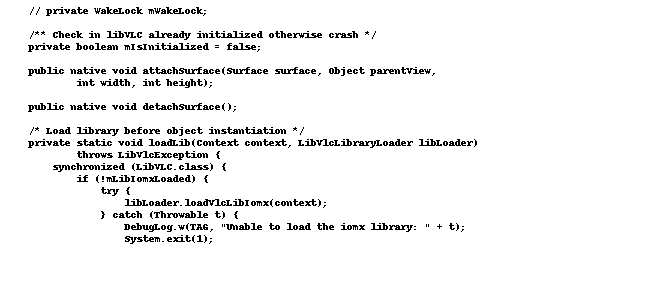 // private WakeLock mWakeLock;
/** Check in libVLC already initialized otherwise crash */
private boolean mIsInitialized = false;
public native void attachSurface(Surface surface, Object parentView,
int width, int height);
public native void detachSurface();
/* Load library before object instantiation */
private static void loadLib(Context context, LibVlcLibraryLoader libLoader)
throws LibVlcException {
synchronized (LibVLC.class) {
if (!mLibIomxLoaded) {
try {
libLoader.loadVlcLibIomx(context);
} catch (Throwable t) {
DebugLog.w(TAG, "Unable to load the iomx library: " + t);
System.exit(1);